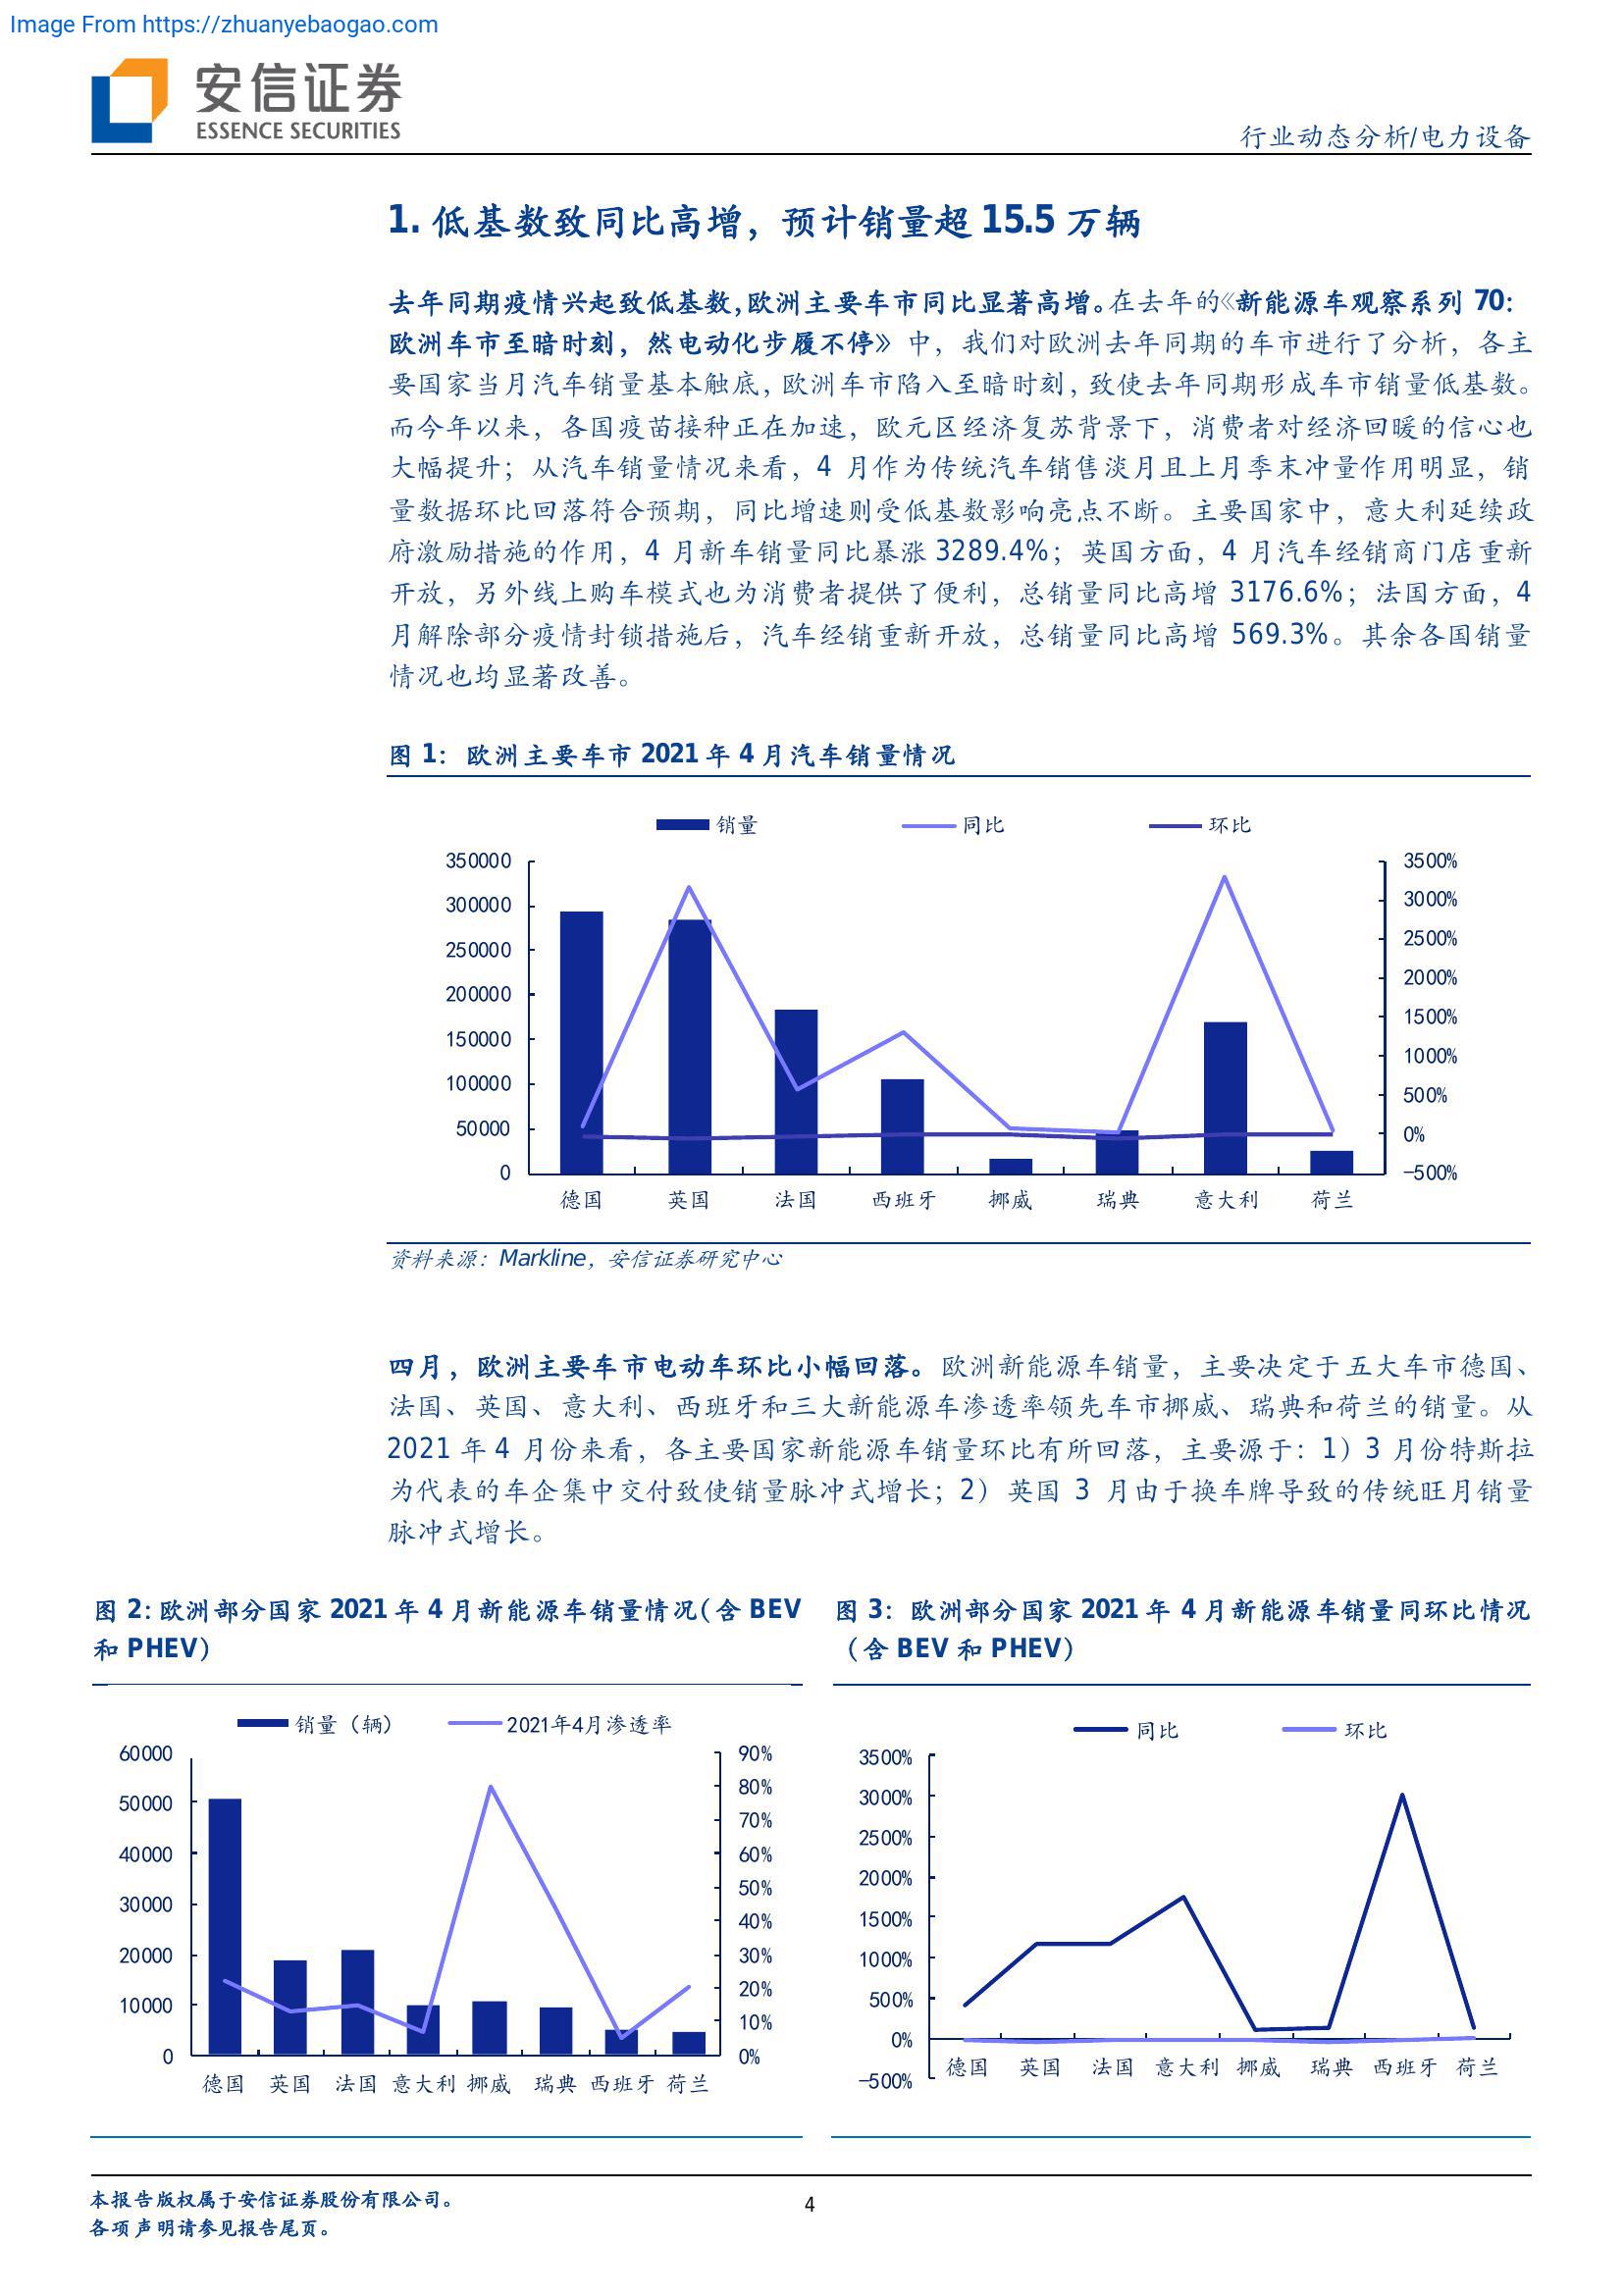 Image From https://zhuanyebaogao.com
安信证券
ESSENCE SECURITIES
行业动态分析/电力设备
1. 低基数致同比高增，预计销量超 15.5 万辆
去年同期疫情兴起致低基数，欧洲主要车市同比显著高增。在去年的《新能源车观察系列 70：
欧洲车市至暗时刻，然电动化步履不停》中，我们对欧洲去年同期的车市进行了分析，各主
要国家当月汽车销量基本触底，欧洲车市陷入至暗时刻，致使去年同期形成车市销量低基数。
而今年以来，各国疫苗接种正在加速，欧元区经济复苏背景下，消费者对经济回暖的信心也
大幅提升；从汽车销量情况来看，4 月作为传统汽车销售淡月且上月季末冲量作用明显，销
量数据环比回落符合预期，同比增速则受低基数影响亮点不断。主要国家中，意大利延续政
府激励措施的作用，4 月新车销量同比暴涨 3289.4%；英国方面，4 月汽车经销商门店重新
开放，另外线上购车模式也为消费者提供了便利，总销量同比高增 3176.6%；法国方面，4
月解除部分疫情封锁措施后，汽车经销重新开放，总销量同比高增 569.3%。其余各国销量
情况也均显著改善。
图 1：欧洲主要车市 2021 年 4 月汽车销量情况
销量 同比 环比
350000 3500%
300000 3000%
250000 2500%
200000 2000%
150000 1500%
100000 1000%
50000 500%
0 0%
-500%
德国 英国 法国 西班牙 挪威 瑞典 意大利 荷兰
资料来源：Markline，安信证券研究中心
四月，欧洲主要车市电动车环比小幅回落。欧洲新能源车销量，主要决定于五大车市德国、
法国、英国、意大利、西班牙和三大新能源车渗透率领先车市挪威、瑞典和荷兰的销量。从
2021 年 4 月份来看，各主要国家新能源车销量环比有所回落，主要源于：1）3 月份特斯拉
为代表的车企集中交付致使销量脉冲式增长；2）英国 3 月由于换车牌导致的传统旺月销量
脉冲式增长。
图 2：欧洲部分国家 2021 年 4 月新能源车销量情况（含 BEV
和 PHEV）
销量（辆） 2021年4月渗透率
60000 90%
50000 80%
40000 70%
30000 60%
20000 50%
10000 40%
0 30%
20%
10%
0%
德国 英国 法国 意大利 挪威 瑞典 西班牙 荷兰
图 3：欧洲部分国家 2021 年 4 月新能源车销量同环比情况
（含 BEV 和 PHEV）
同比 环比
3500%
3000%
2500%
2000%
1500%
1000%
500%
0%
-500%
德国 英国 法国 意大利 挪威 瑞典 西班牙 荷兰
本报告版权属于安信证券股份有限公司。
各项声明请参见报告尾页。
4